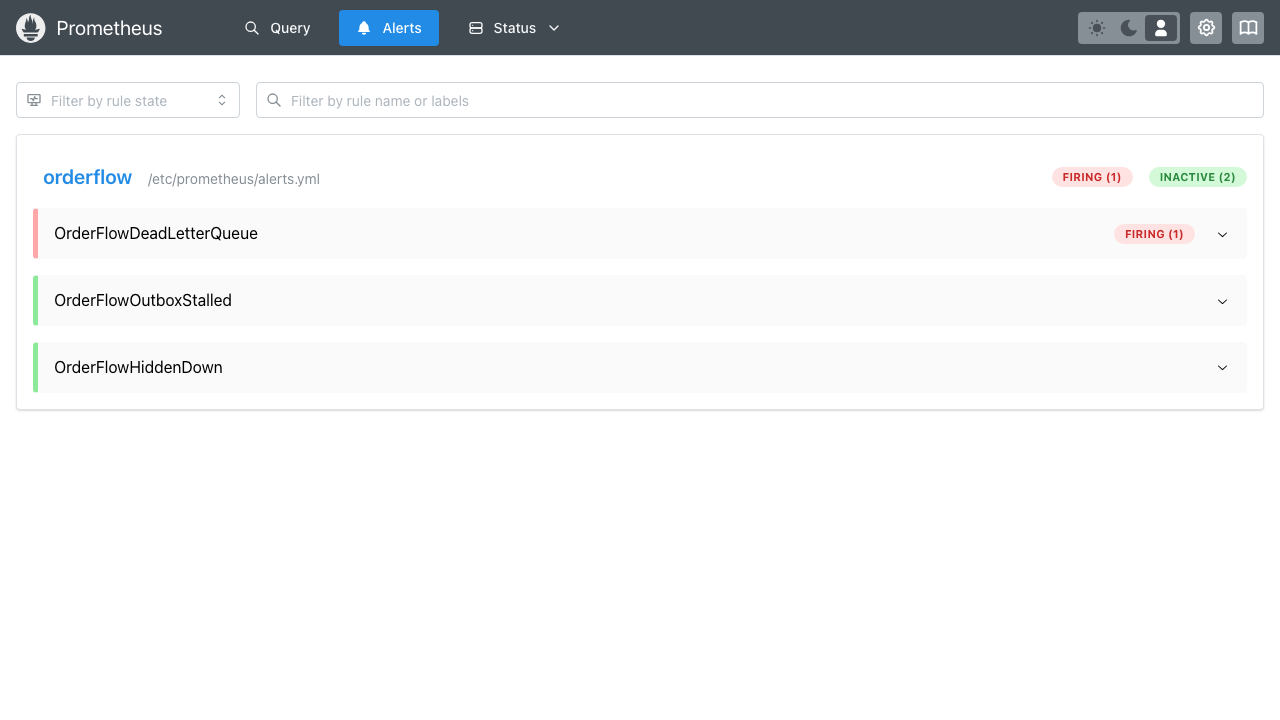 Prometheus
Query
Alerts
Status
Filter by rule state
Filter by rule name or labels
orderflow /etc/prometheus/alerts.yml
FIRING (1)
INACTIVE (2)
OrderFlowDeadLetterQueue
FIRING (1)
OrderFlowOutboxStalled
OrderFlowHiddenDown